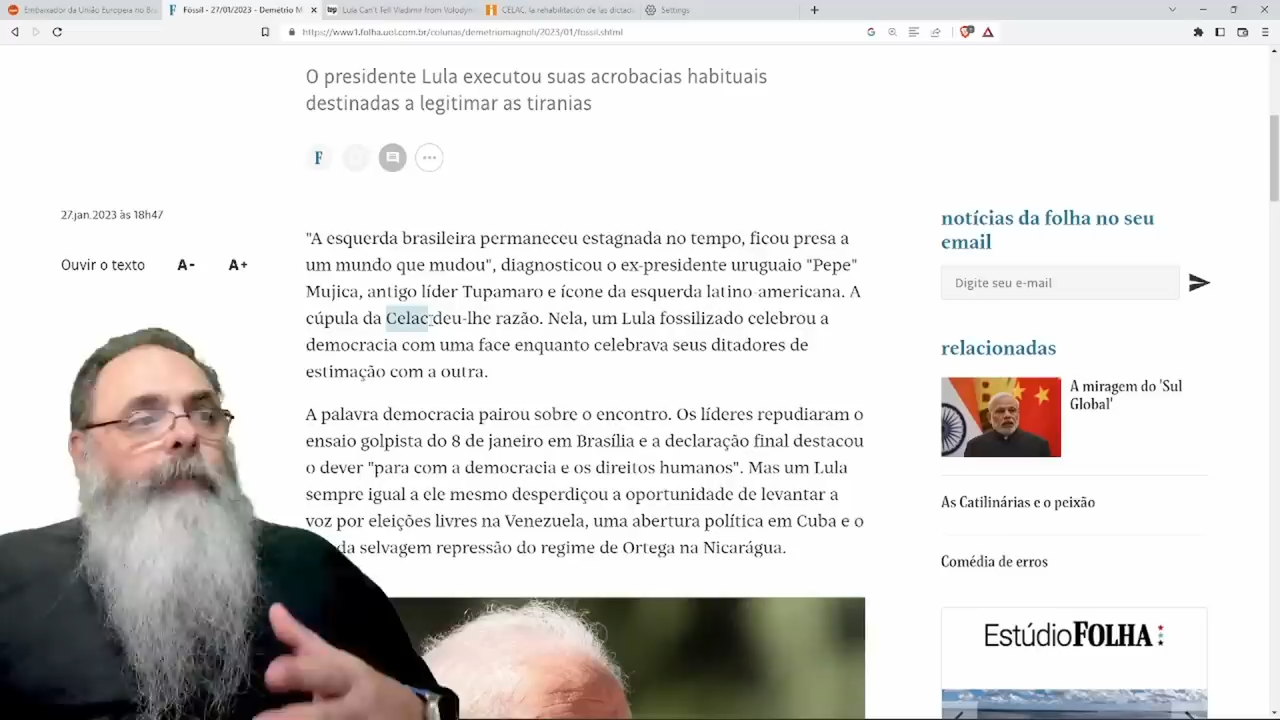 Embaixador da União Europeia no Bra
Fóssil - 27/01/2023 - Demétrio M
Lula Can't Tell Vladimir from Volodym
CELAC, la rehabilitación de las dictad
Settings
https://www1.folha.uol.com.br/colunas/demetriomagnoli/2023/01/fossil.shtml
O presidente Lula executou suas acrobacias habituais
destinadas a legitimar as tiranias
F
27.jan.2023 às 18h47
Ouvir o texto A- A+
"A esquerda brasileira permaneceu estagnada no tempo, ficou presa a
um mundo que mudou", diagnosticou o ex-presidente uruguaio "Pepe"
Mujica, antigo líder Tupamaro e ícone da esquerda latino-americana. A
cúpula da Celac deu-lhe razão. Nela, um Lula fossilizado celebrou a
democracia com uma face enquanto celebrava seus ditadores de
estimação com a outra.
A palavra democracia pairou sobre o encontro. Os líderes repudiaram o
ensaio golpista do 8 de janeiro em Brasília e a declaração final destacou
o dever "para com a democracia e os direitos humanos". Mas um Lula
sempre igual a ele mesmo desperdiçou a oportunidade de levantar a
voz por eleições livres na Venezuela, uma abertura política em Cuba e o
da selvagem repressão do regime de Ortega na Nicarágua.
notícias da folha no seu
email
Digite seu e-mail
relacionadas
A miragem do 'Sul
Global'
As Catilinárias e o peixão
Comédia de erros
EstúdioFOLHA